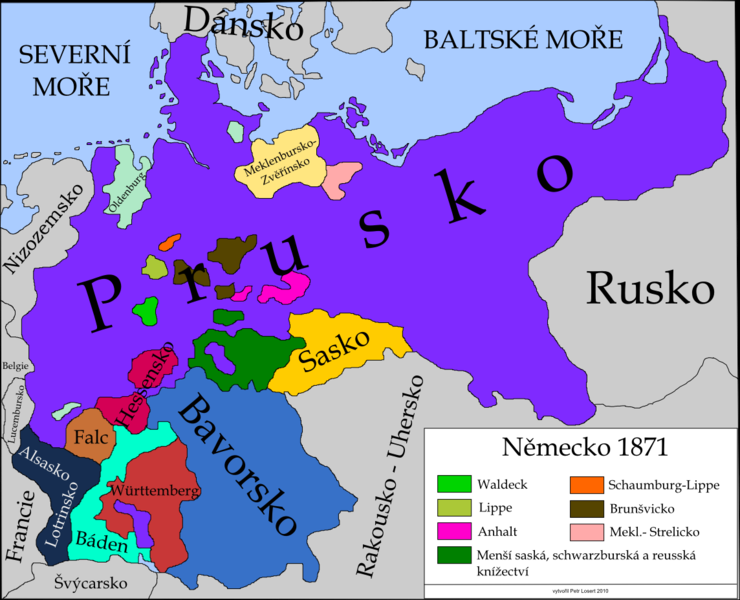 Dánsko
SEVERNÍ
MOŘE
BALTSKÉ MOŘE
Meklenbursko-
Zvěřínsko
Oldenburg
Nizozemsko
Prusko
Rusko
Sasko
Belgie
Hessensko
Lucembursko
Falc
Bavorsko
Rakousko - Uhersko
Alsasko
Lotrinsko
Württemberg
Francie
Báden
Švýcarsko
Německo 1871
Waldeck
Schaumburg-Lippe
Lippe
Brunšvicko
Anhalt
Mekl.- Strelicko
Menší saská, schwarzburská a reusská
knížectví
vytvořil Petr Losert 2010